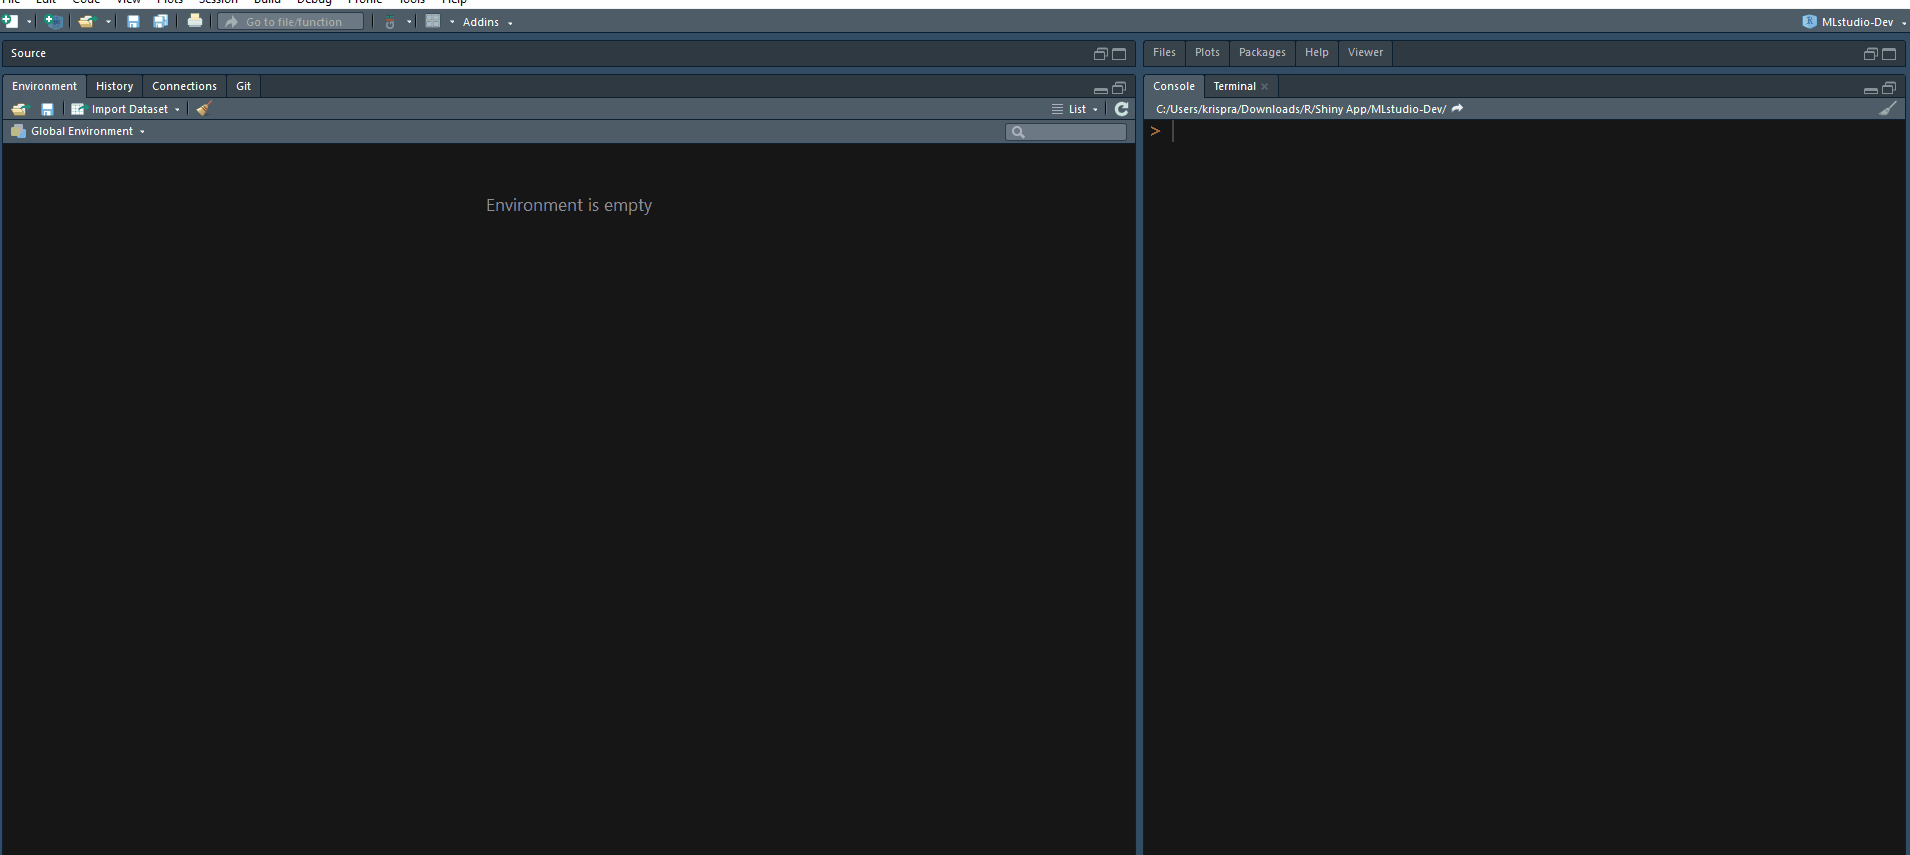 File Edit Code View Plots Session Build Debug Profile Tools Help
Go to file/function Addins MLstudio-Dev
Source
Files Plots Packages Help Viewer
Environment History Connections Git
Console Terminal
Import Dataset List
C:/Users/krispra/Downloads/R/Shiny App/MLstudio-Dev/
Global Environment
>
Environment is empty